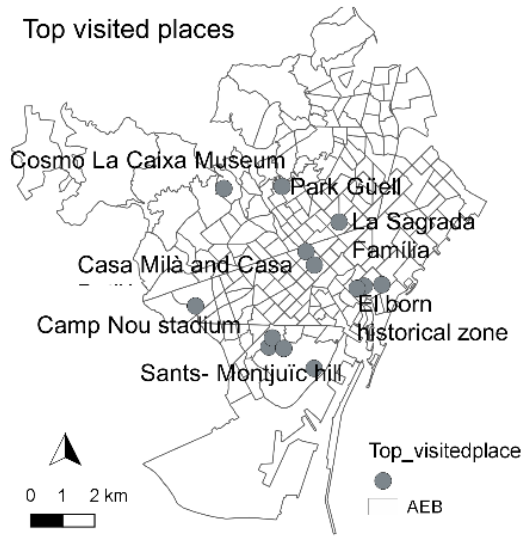 Top visited places
Cosmo La Caixa Museum
Park Güell
La Sagrada
Família
Casa Milà and Casa
Camp Nou stadium
El born
historical zone
Sants- Montjuïc hill
Top_visitedplace
AEB
0 1 2 km